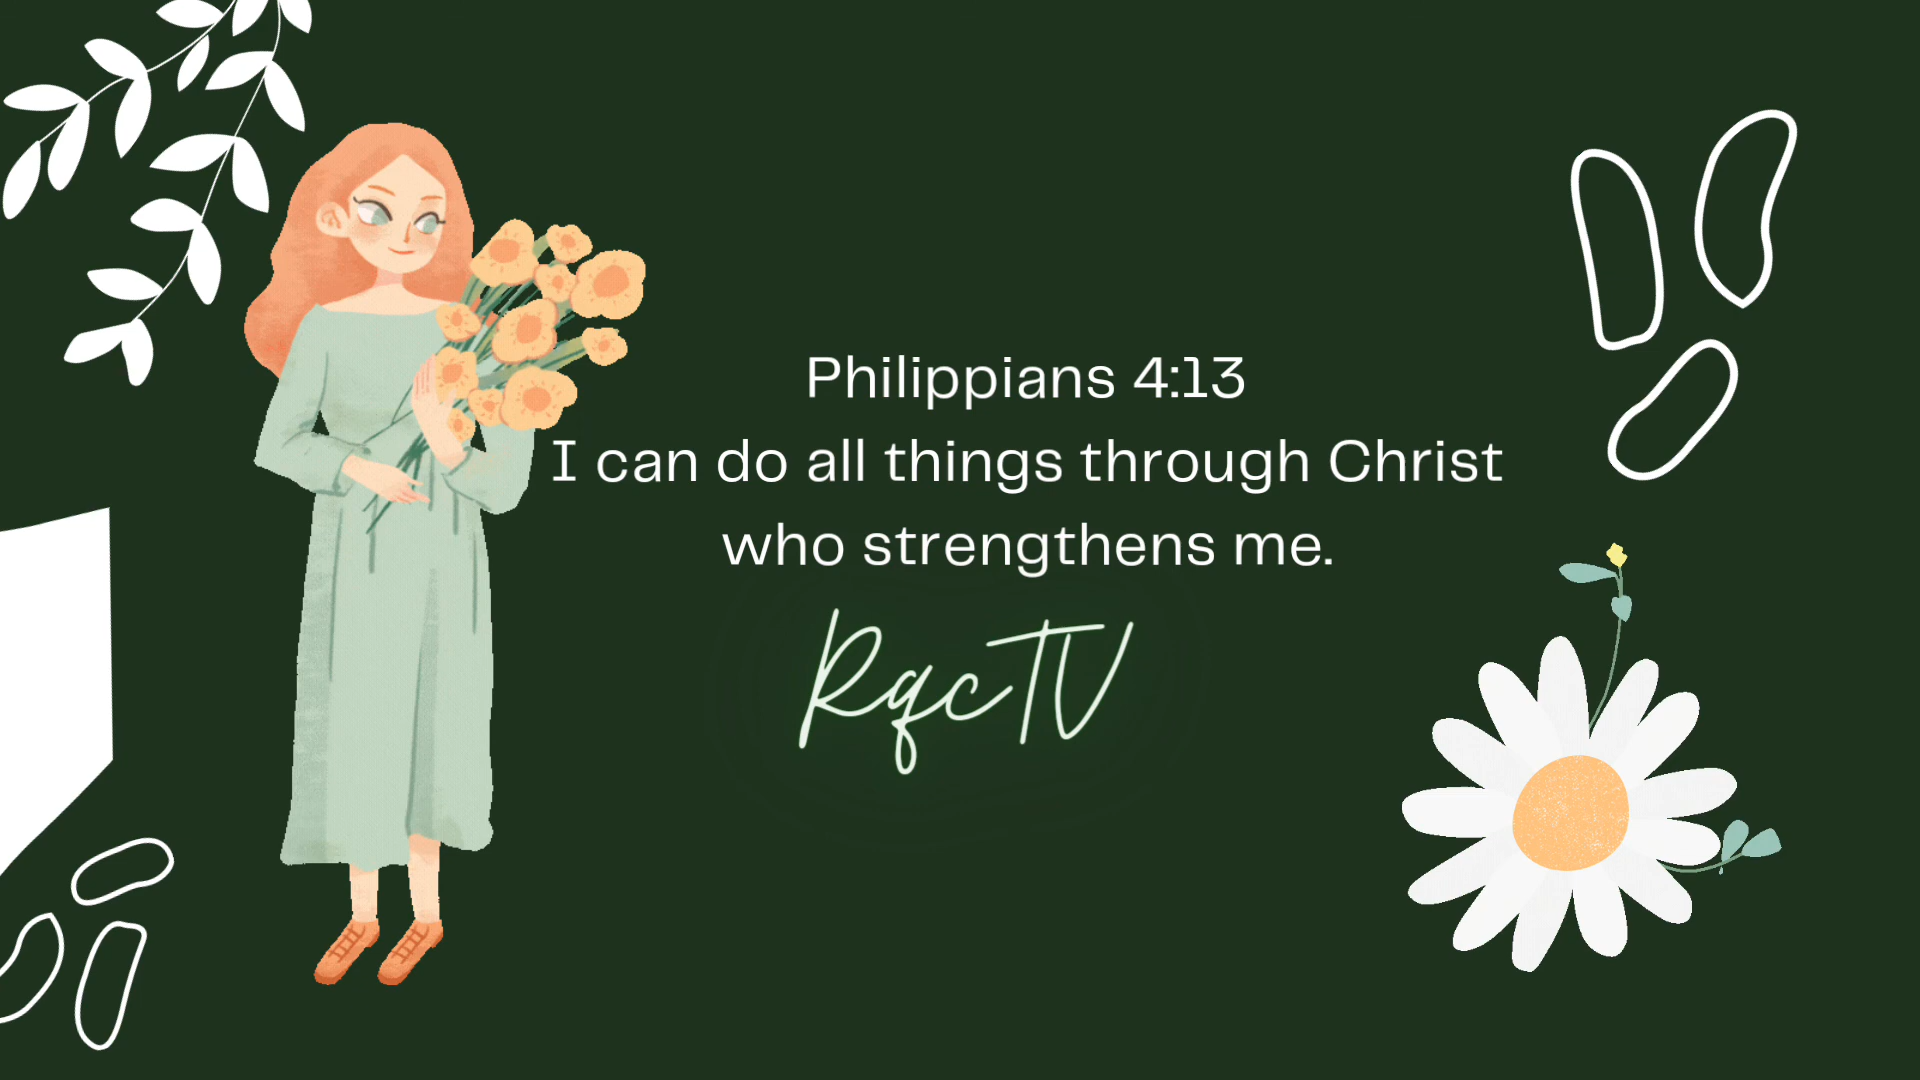 Philippians 4:13
I can do all things through Christ
who strengthens me.
RqcTV